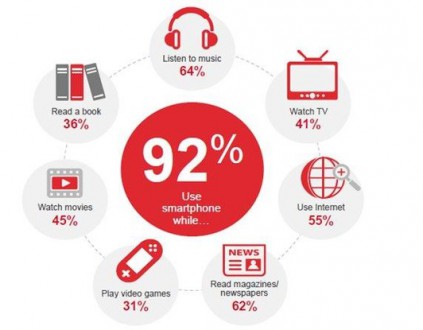 92%
Use
smartphone
while...
Listen to music
64%
Watch TV
41%
Use Internet
55%
NEWS
Read magazines/
newspapers
62%
Play video games
31%
Watch movies
45%
Read a book
36%